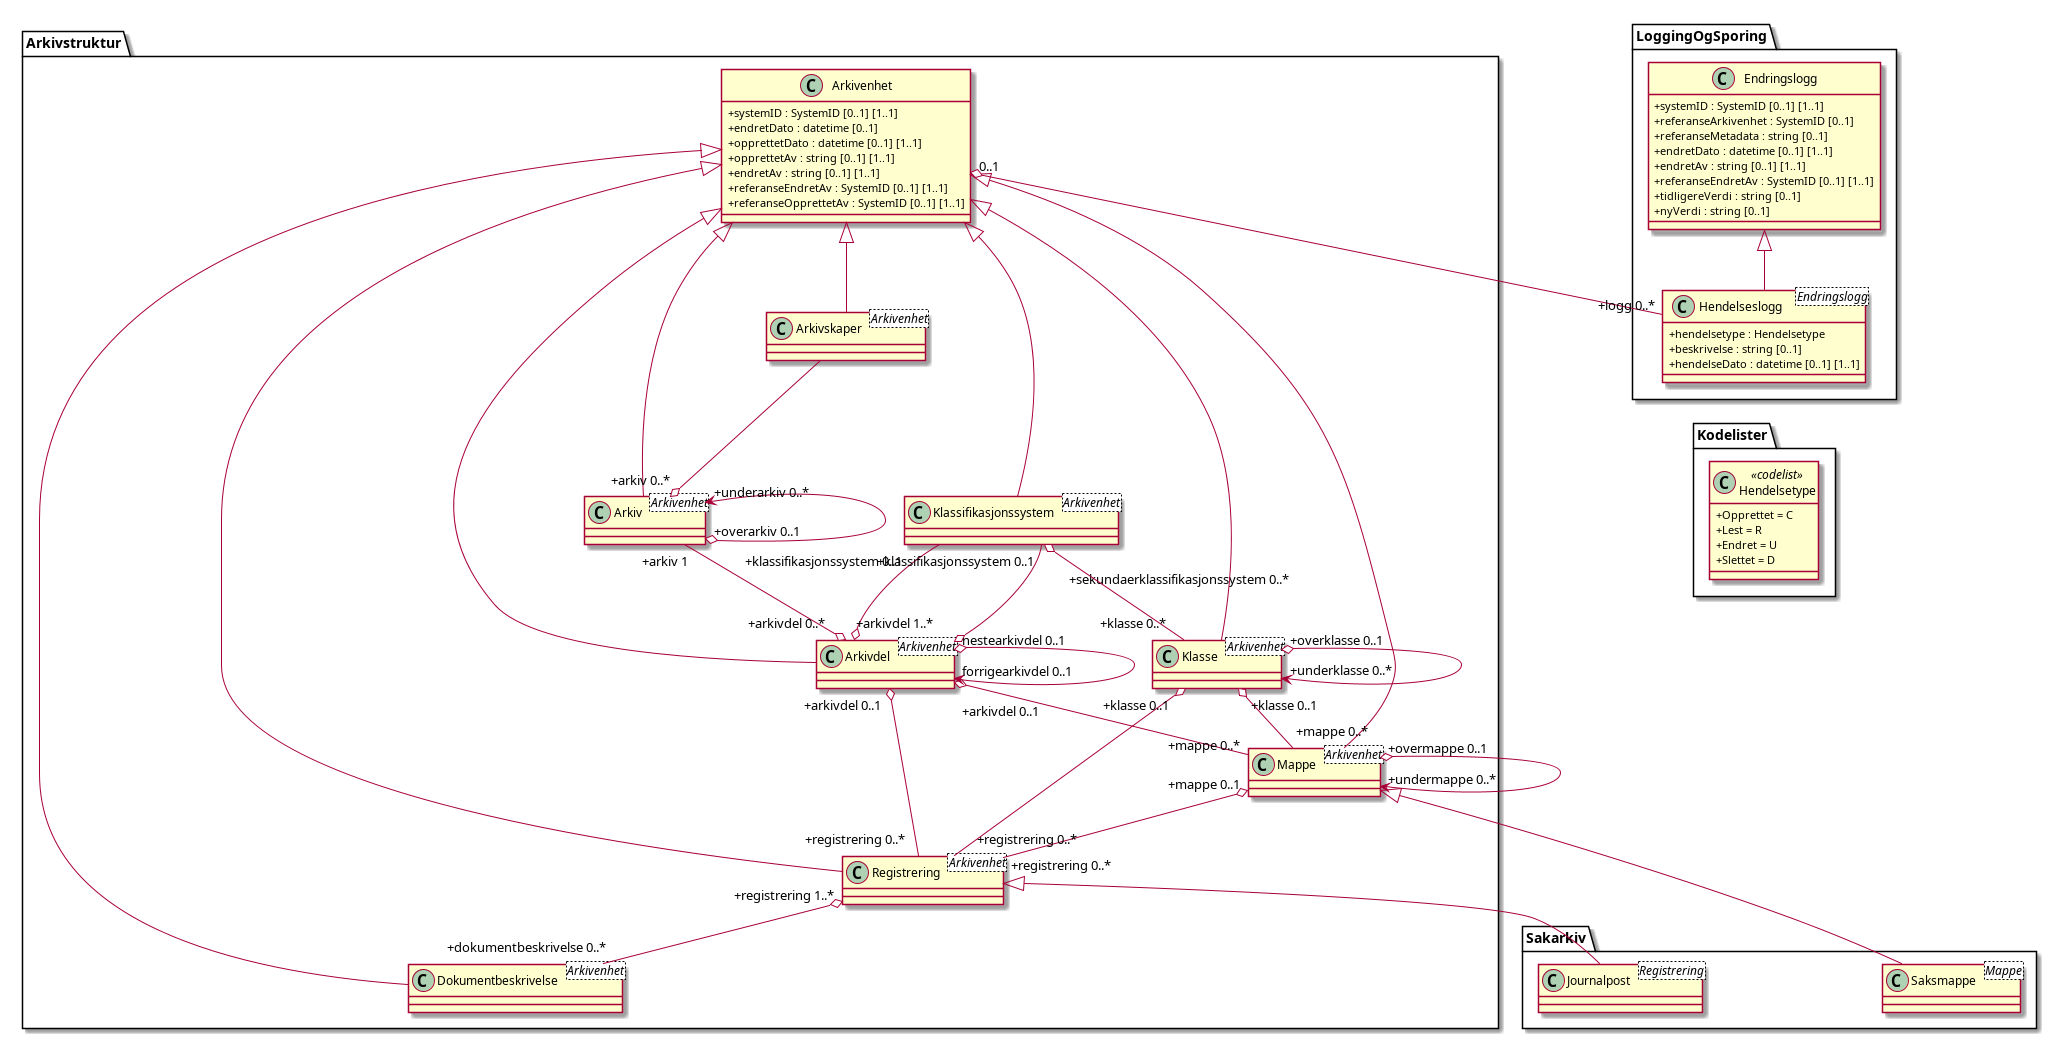 Arkivstruktur
C Arkivenhet
+systemID : SystemID [0..1] [1..1]
+endretDato : datetime [0..1]
+opprettetDato : datetime [0..1] [1..1]
+opprettetAv : string [0..1] [1..1]
+endretAv : string [0..1] [1..1]
+referanseEndretAv : SystemID [0..1] [1..1]
+referanseOpprettetAv : SystemID [0..1] [1..1]
0..1
LoggingOgSporing
C Endringslogg
+systemID : SystemID [0..1] [1..1]
+referanseArkivenhet : SystemID [0..1]
+referanseMetadata : string [0..1]
+endretDato : datetime [0..1] [1..1]
+endretAv : string [0..1] [1..1]
+referanseEndretAv : SystemID [0..1] [1..1]
+tidligereVerdi : string [0..1]
+nyVerdi : string [0..1]
+logg 0..*
C Hendelseslogg Endringslogg
+hendelsetype : Hendelsetype
+beskrivelse : string [0..1]
+hendelseDato : datetime [0..1] [1..1]
C Arkivskaper Arkivenhet
Kodelister
«codelist»
C Hendelsetype
+Opprettet = C
+Lest = R
+Endret = U
+Slettet = D
+arkiv 0..*
C Arkiv Arkivenhet
+underarkiv 0..*
+overarkiv 0..1
C Klassifikasjonssystem Arkivenhet
+arkiv 1
+klassifikasjonssystem 0..1
+klassifikasjonssystem 0..1
+sekundaerklassifikasjonssystem 0..*
+arkivdel 0..*
+arkivdel 1..*
+klasse 0..*
C Arkivdel Arkivenhet
nestearkivdel 0..1
forrigearkivdel 0..1
C Klasse Arkivenhet
+overklasse 0..1
+underklasse 0..*
+arkivdel 0..1
+arkivdel 0..1
+klasse 0..1
+klasse 0..1
+mappe 0..*
+mappe 0..*
C Mappe Arkivenhet
+overmappe 0..1
+undermappe 0..*
+mappe 0..1
+registrering 0..*
+registrering 0..*
+registrering 0..*
C Registrering Arkivenhet
+registrering 1..*
+dokumentbeskrivelse 0..*
C Dokumentbeskrivelse Arkivenhet
Sakarkiv
C Journalpost Registrering
C Saksmappe Mappe